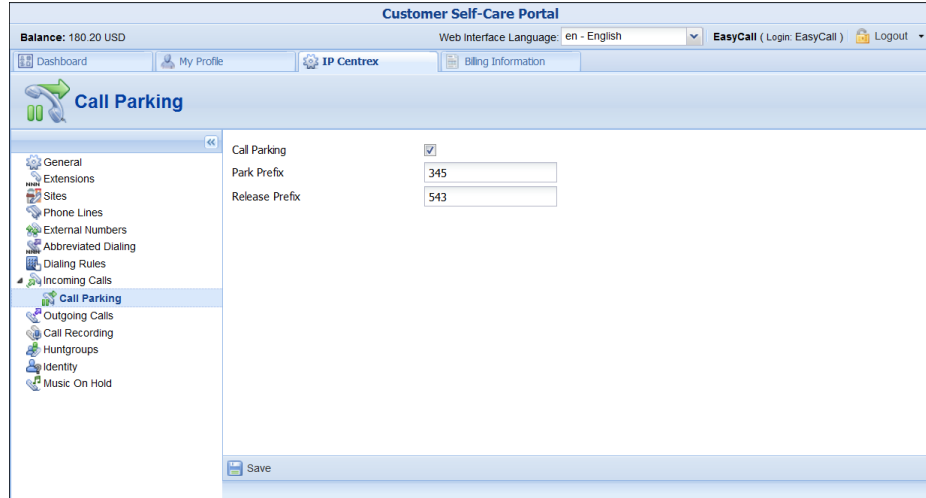 Customer Self-Care Portal
Balance: 180.20 USD Web Interface Language: en - English EasyCall ( Login: EasyCall ) Logout
Dashboard My Profile IP Centrex Billing Information
Call Parking
General
Extensions
Sites
Phone Lines
External Numbers
Abbreviated Dialing
Dialing Rules
Incoming Calls
Call Parking
Outgoing Calls
Call Recording
Huntgroups
Identity
Music On Hold
Call Parking
Park Prefix 345
Release Prefix 543
Save